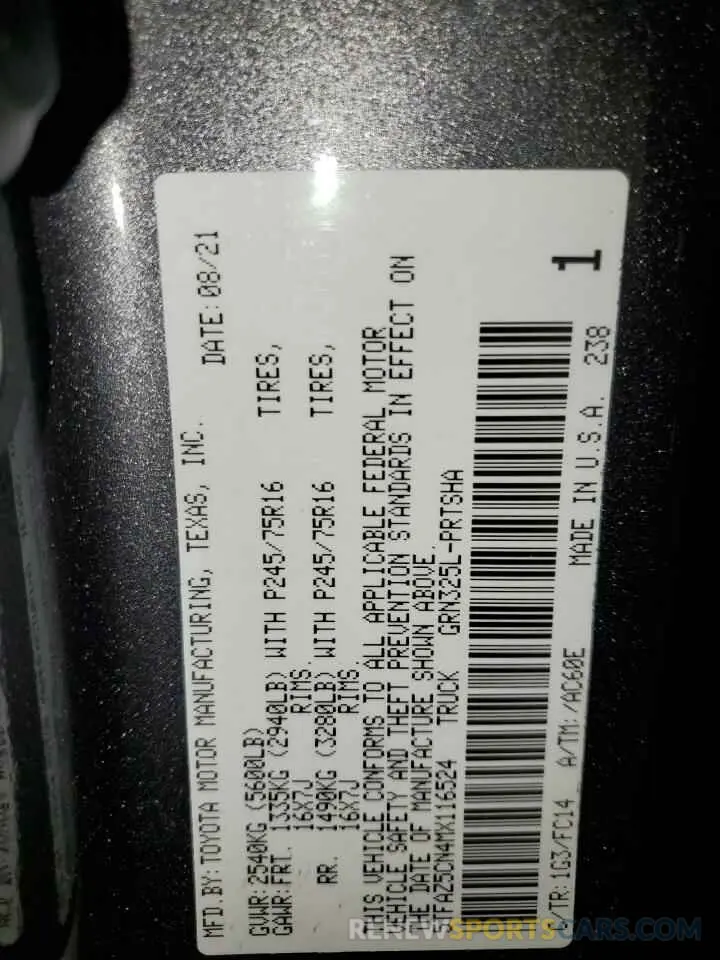 MFD.BY: TOYOTA MOTOR MANUFACTURING, TEXAS, INC. DATE: 08/21
GVWR: 2540KG (5600LB)
GAWR: FRT. 1335KG (2940LB) WITH P245/75R16 TIRES,
16X7J RIMS.
RR. 1490KG (3280LB) WITH P245/75R16 TIRES,
16X7J RIMS.
THIS VEHICLE CONFORMS TO ALL APPLICABLE FEDERAL MOTOR
VEHICLE SAFETY AND THEFT PREVENTION STANDARDS IN EFFECT ON
THE DATE OF MANUFACTURE SHOWN ABOVE.
5TFAZ5CN4MX116524 TRUCK GRN325L-PRTSHA
1
C/TR: 1G3/FC14 A/TM: /AC60E MADE IN U.S.A. 238
RENEWSPORTSCARS.COM